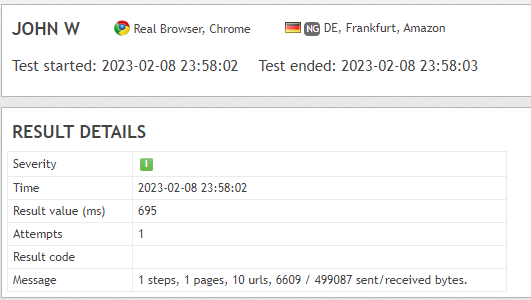 JOHN W Real Browser, Chrome NG DE, Frankfurt, Amazon
Test started: 2023-02-08 23:58:02 Test ended: 2023-02-08 23:58:03
RESULT DETAILS
Severity I
Time 2023-02-08 23:58:02
Result value (ms) 695
Attempts 1
Result code
Message 1 steps, 1 pages, 10 urls, 6609 / 499087 sent/received bytes.